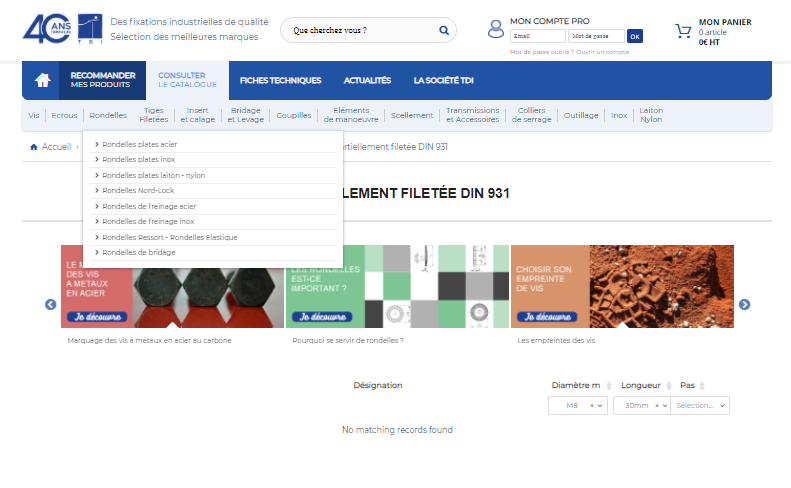 40 ANS
TDI
Des fixations industrielles de qualité
Sélection des meilleures marques
Que cherchez vous ?
MON COMPTE PRO
Email
Mot de passe
OK
Mot de passe oublié ? Ouvrir un compte
MON PANIER
0 article
0€ HT
RECOMMANDER
MES PRODUITS
CONSULTER
LE CATALOGUE
FICHES TECHNIQUES
ACTUALITÉS
LA SOCIÉTÉ TDI
Vis
Ecrous
Rondelles
Tiges
Filetées
Insert
et calage
Bridage
et Levage
Goupilles
Eléments
de manoeuvre
Scellement
Transmissions
et Accessoires
Colliers
de serrage
Outillage
Inox
Laiton
Nylon
Accueil ›
rtiellement filetée DIN 931
Rondelles plates acier
Rondelles plates inox
Rondelles plates laiton - nylon
Rondelles Nord-Lock
Rondelles de freinage acier
Rondelles de freinage inox
Rondelles Ressort - Rondelles Elastique
Rondelles de bridage
LEMENT FILETÉE DIN 931
LE M
DES VIS
A METAUX
EN ACIER
Je découvre
LES RONDELLES
EST-CE
IMPORTANT ?
Je découvre
CHOISIR SON
EMPREINTE
DE VIS
Je découvre
Marquage des vis à métaux en acier au carbone
Pourquoi se servir de rondelles ?
Les empreintes des vis
Désignation
Diamètre m
Longueur
Pas
M8 ×
30mm ×
Sélection...
No matching records found